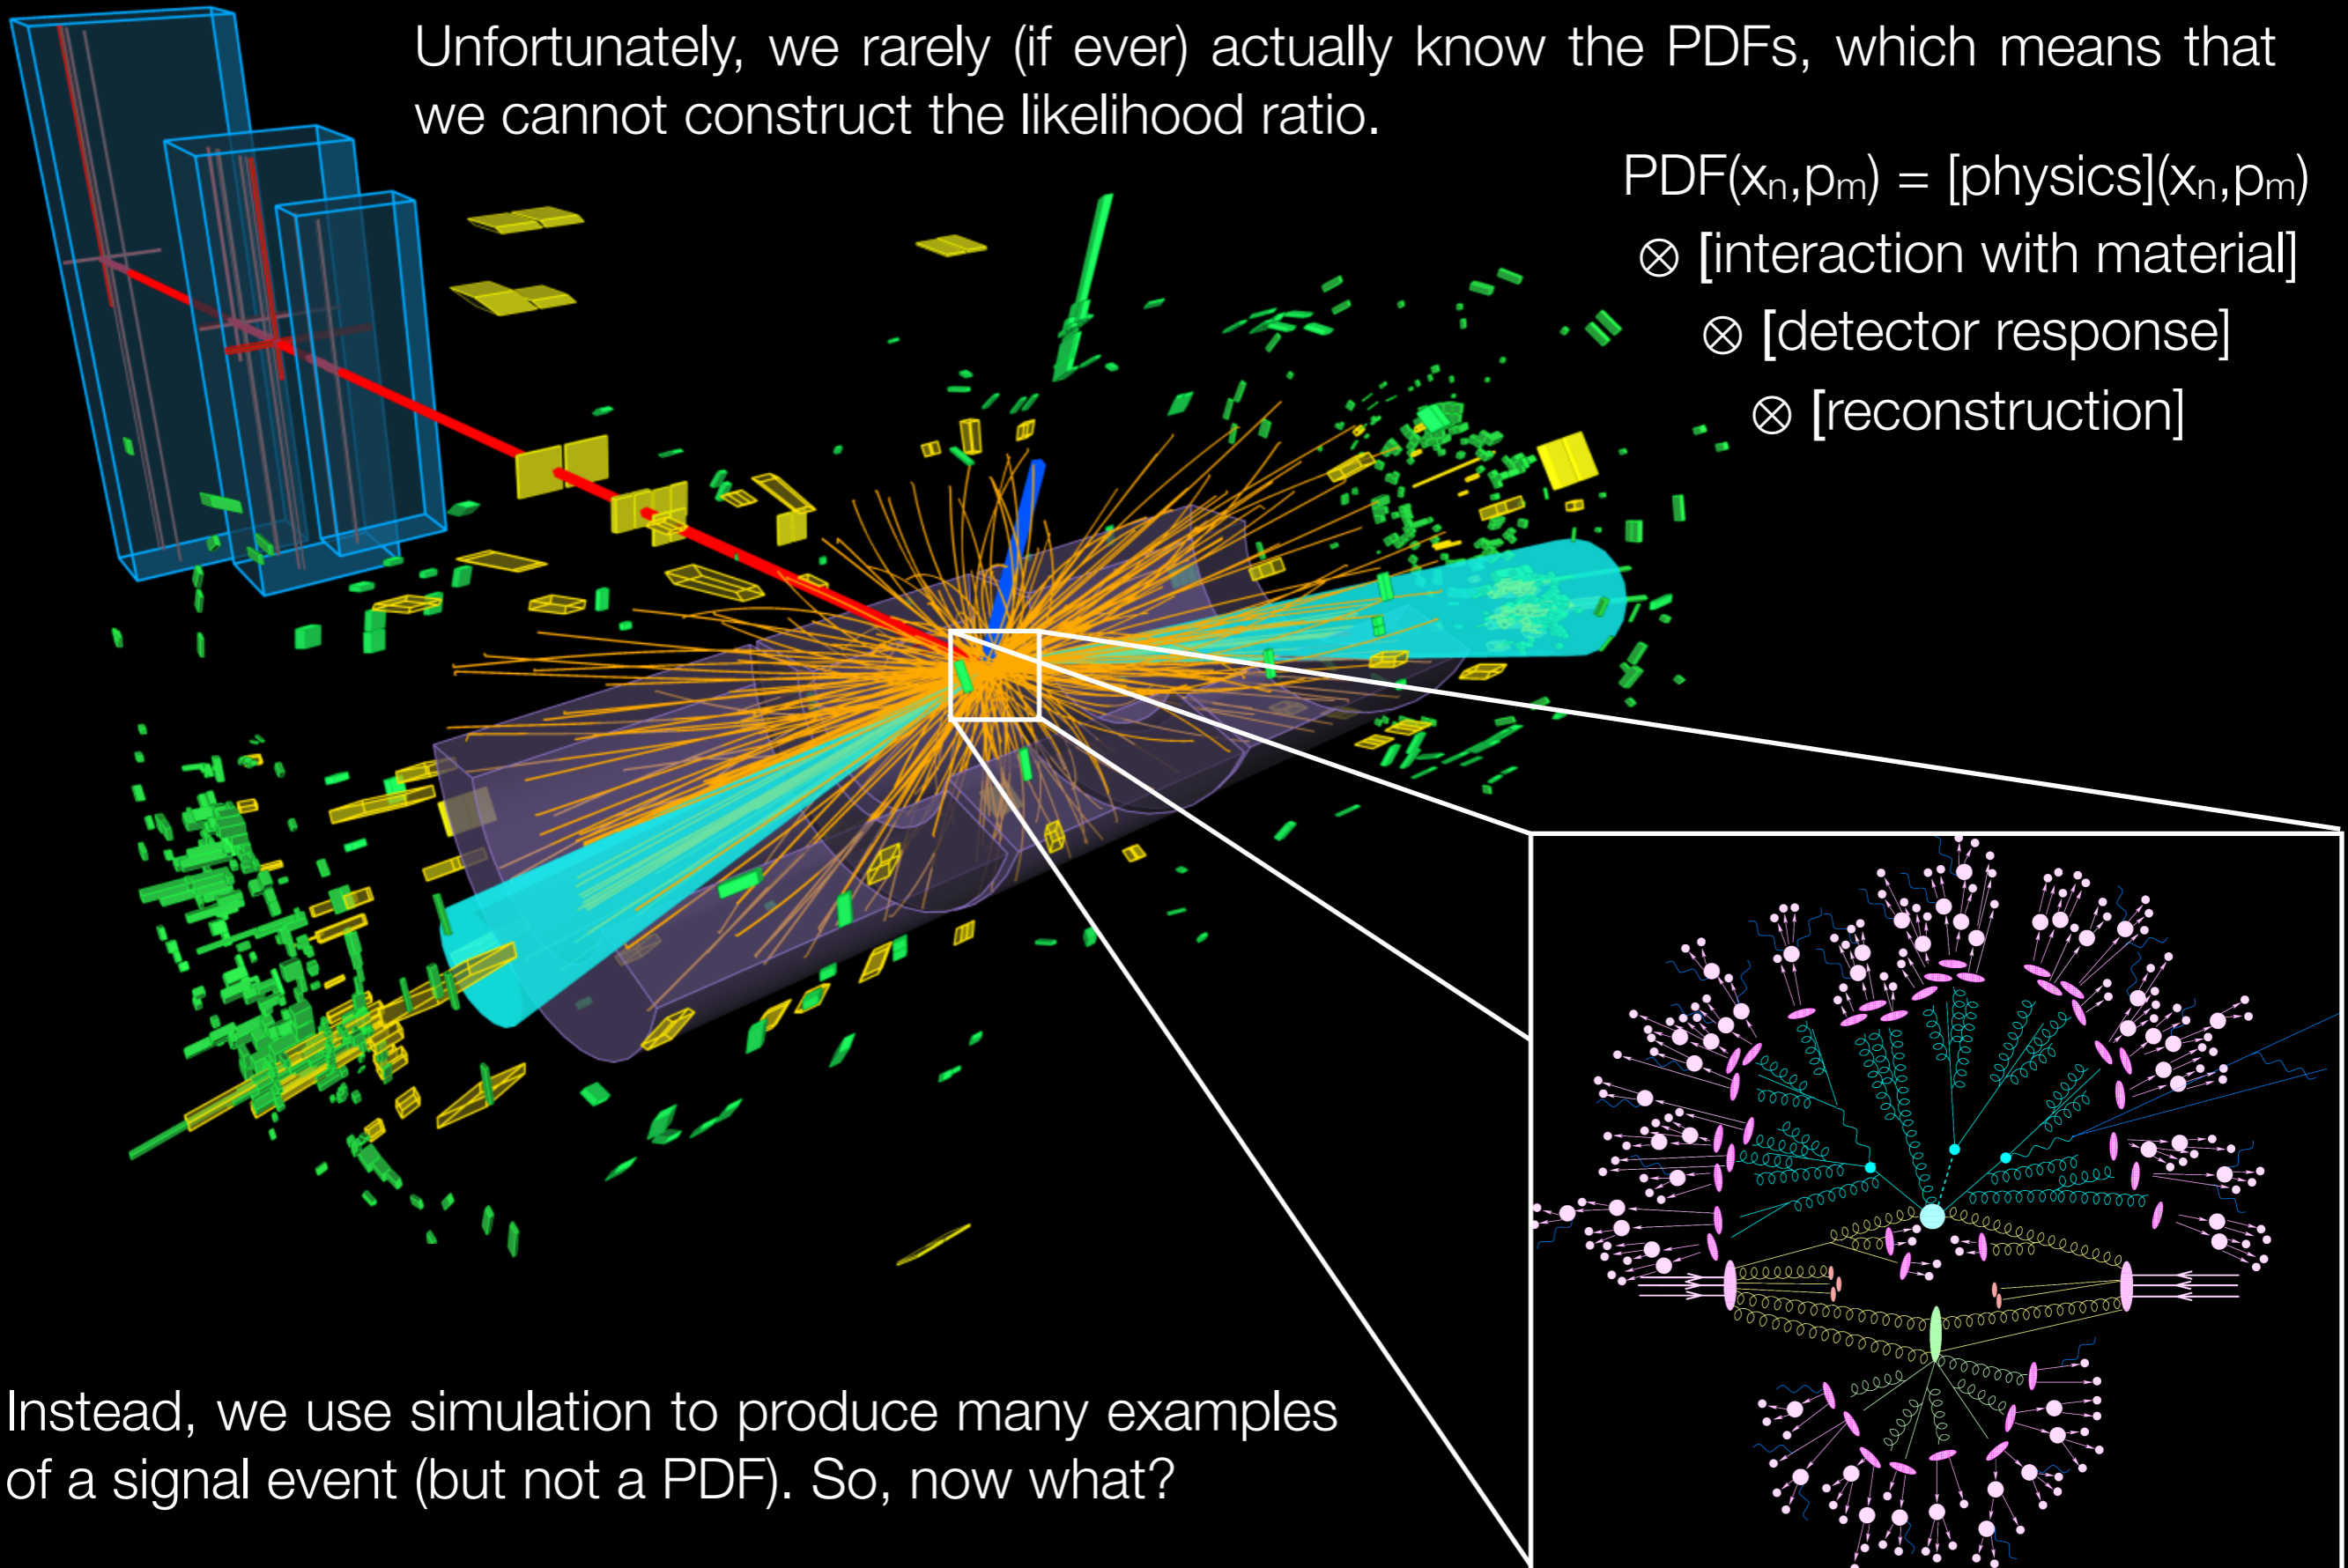 Unfortunately, we rarely (if ever) actually know the PDFs, which means that
we cannot construct the likelihood ratio.
PDF(xₙ,pₘ) = [physics](xₙ,pₘ)
⊗ [interaction with material]
⊗ [detector response]
⊗ [reconstruction]
Instead, we use simulation to produce many examples
of a signal event (but not a PDF). So, now what?